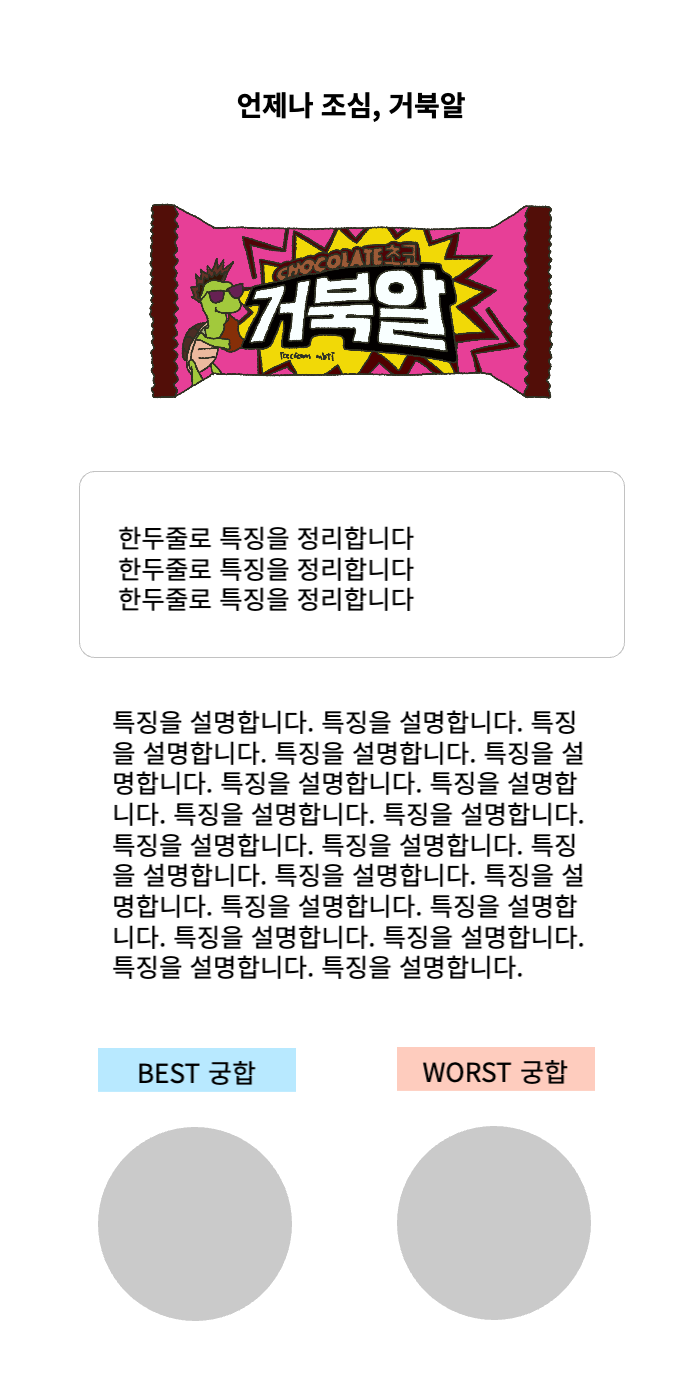 언제나 조심, 거북알
CHOCOLATE초코
거북알
icecream mbti
한두줄로 특징을 정리합니다
한두줄로 특징을 정리합니다
한두줄로 특징을 정리합니다
특징을 설명합니다. 특징을 설명합니다. 특징
을 설명합니다. 특징을 설명합니다. 특징을 설
명합니다. 특징을 설명합니다. 특징을 설명합
니다. 특징을 설명합니다. 특징을 설명합니다.
특징을 설명합니다. 특징을 설명합니다. 특징
을 설명합니다. 특징을 설명합니다. 특징을 설
명합니다. 특징을 설명합니다. 특징을 설명합
니다. 특징을 설명합니다. 특징을 설명합니다.
특징을 설명합니다. 특징을 설명합니다.
BEST 궁합
WORST 궁합